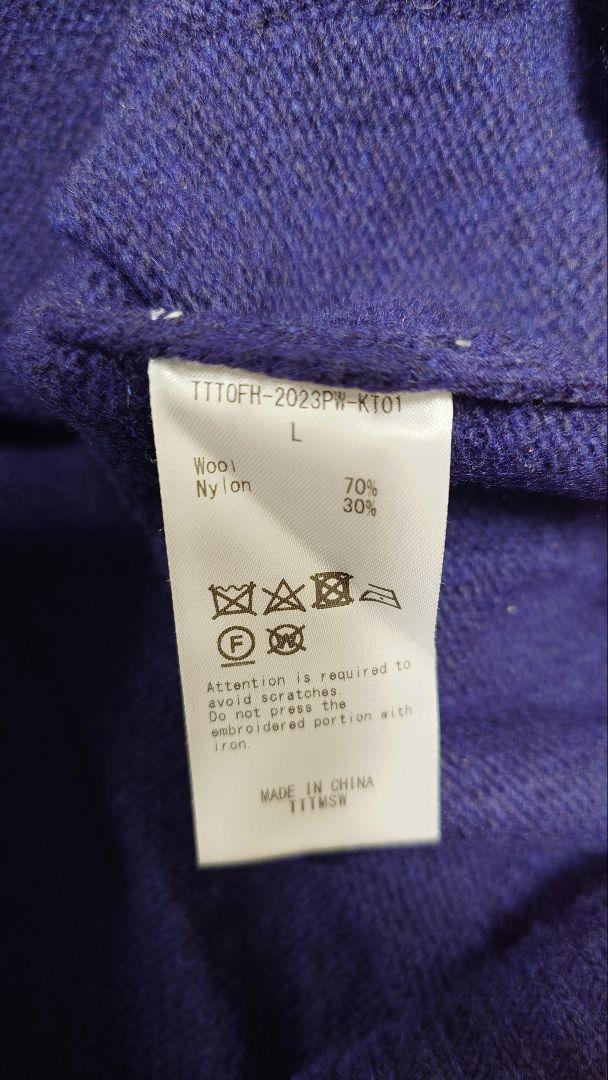 TTTOFH-2023PW-KT01
L
Wool
Nylon 70%
30%
F W
Attention is required to
avoid scratches.
Do not press the
embroidered portion with
iron.
MADE IN CHINA
TTTMSW